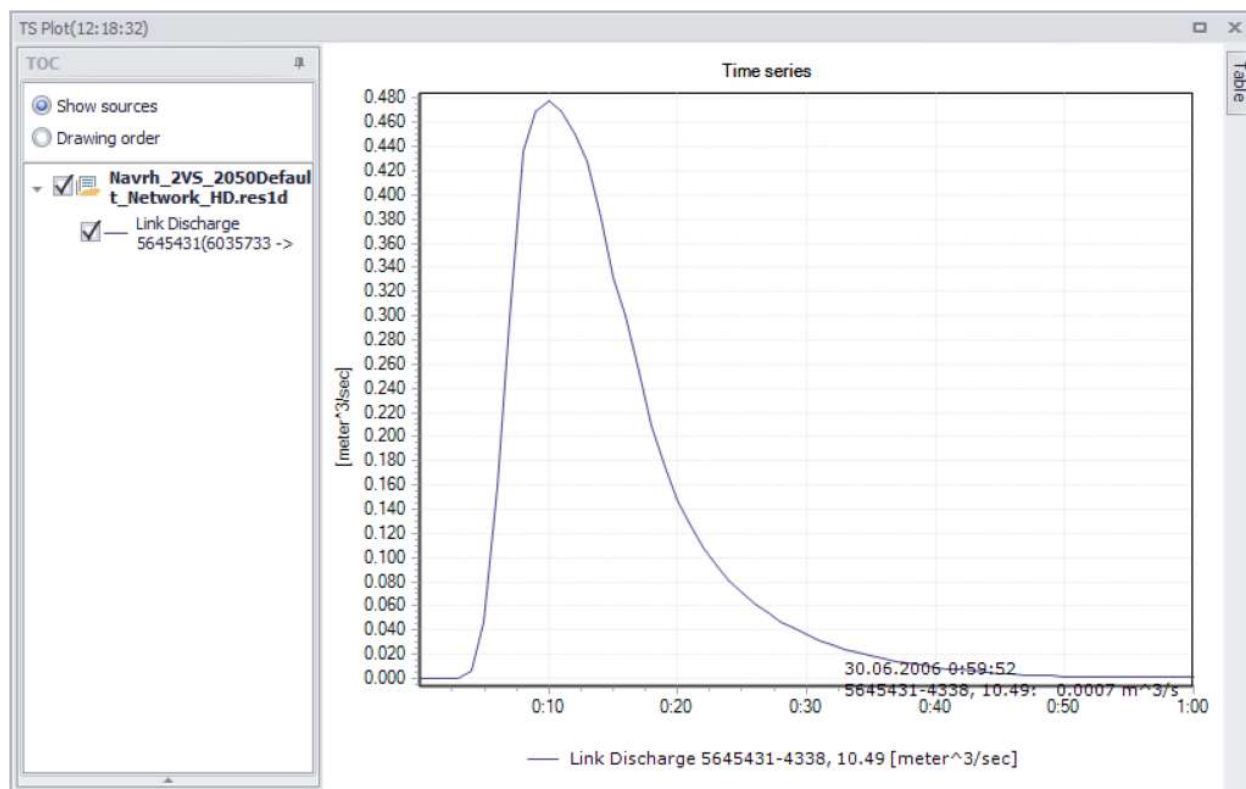 TS Plot(12:18:32)
TOC
Show sources
Drawing order
Navrh_2VS_2050Defaul
t_Network_HD.res1d
Link Discharge
5645431(6035733 ->
Table
Time series
[meter^3/sec]
0.480
0.460
0.440
0.420
0.400
0.380
0.360
0.340
0.320
0.300
0.280
0.260
0.240
0.220
0.200
0.180
0.160
0.140
0.120
0.100
0.080
0.060
0.040
0.020
0.000
30.06.2006 0:59:52
5645431-4338, 10.49: 0.0007 m^3/s
0:10 0:20 0:30 0:40 0:50 1:00
Link Discharge 5645431-4338, 10.49 [meter^3/sec]